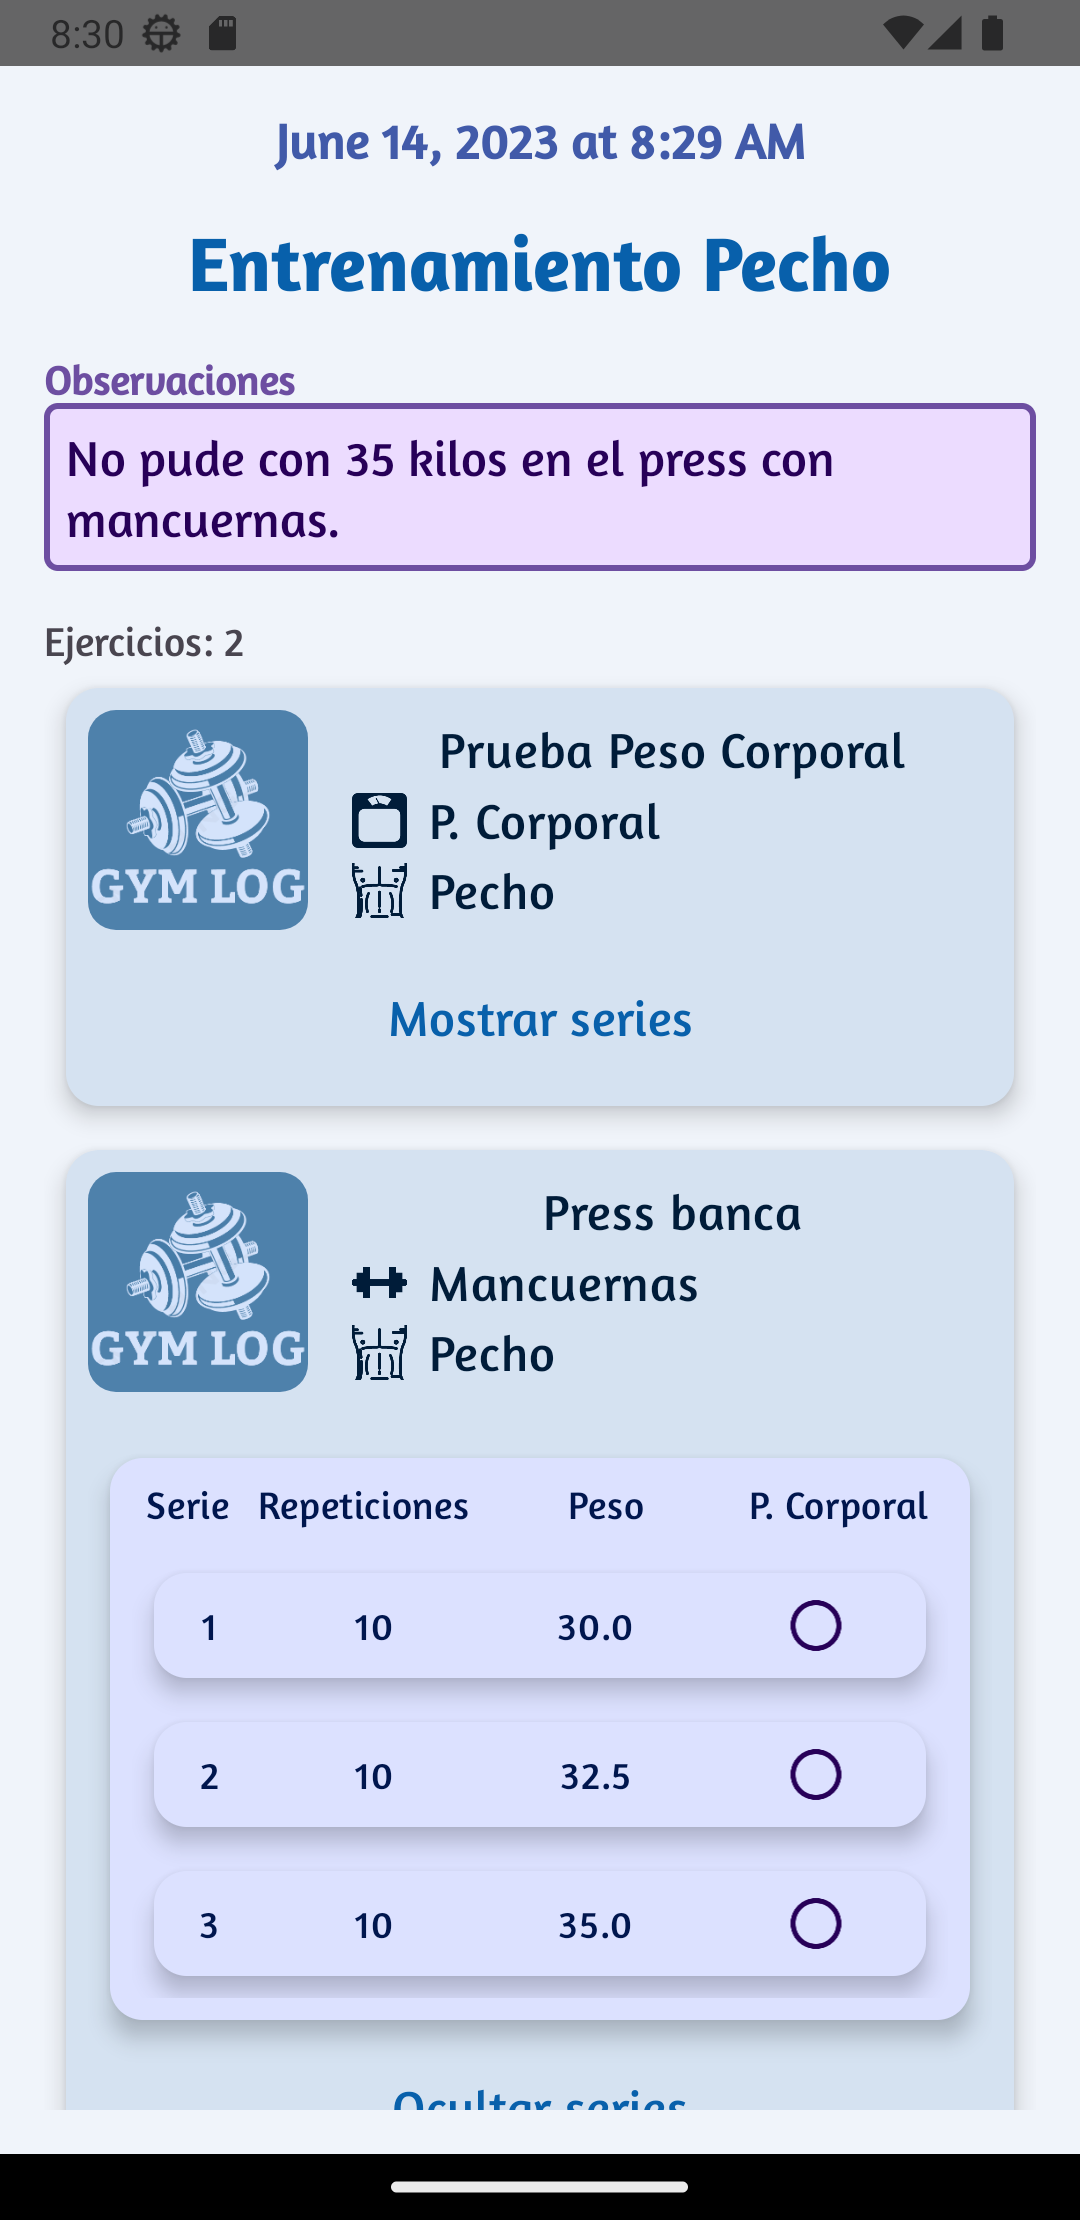 8:30
June 14, 2023 at 8:29 AM
Entrenamiento Pecho
Observaciones
No pude con 35 kilos en el press con
mancuernas.
Ejercicios: 2
GYM LOG
Prueba Peso Corporal
P. Corporal
Pecho
Mostrar series
GYM LOG
Press banca
Mancuernas
Pecho
Serie Repeticiones Peso P. Corporal
1 10 30.0
2 10 32.5
3 10 35.0
Ocultar series